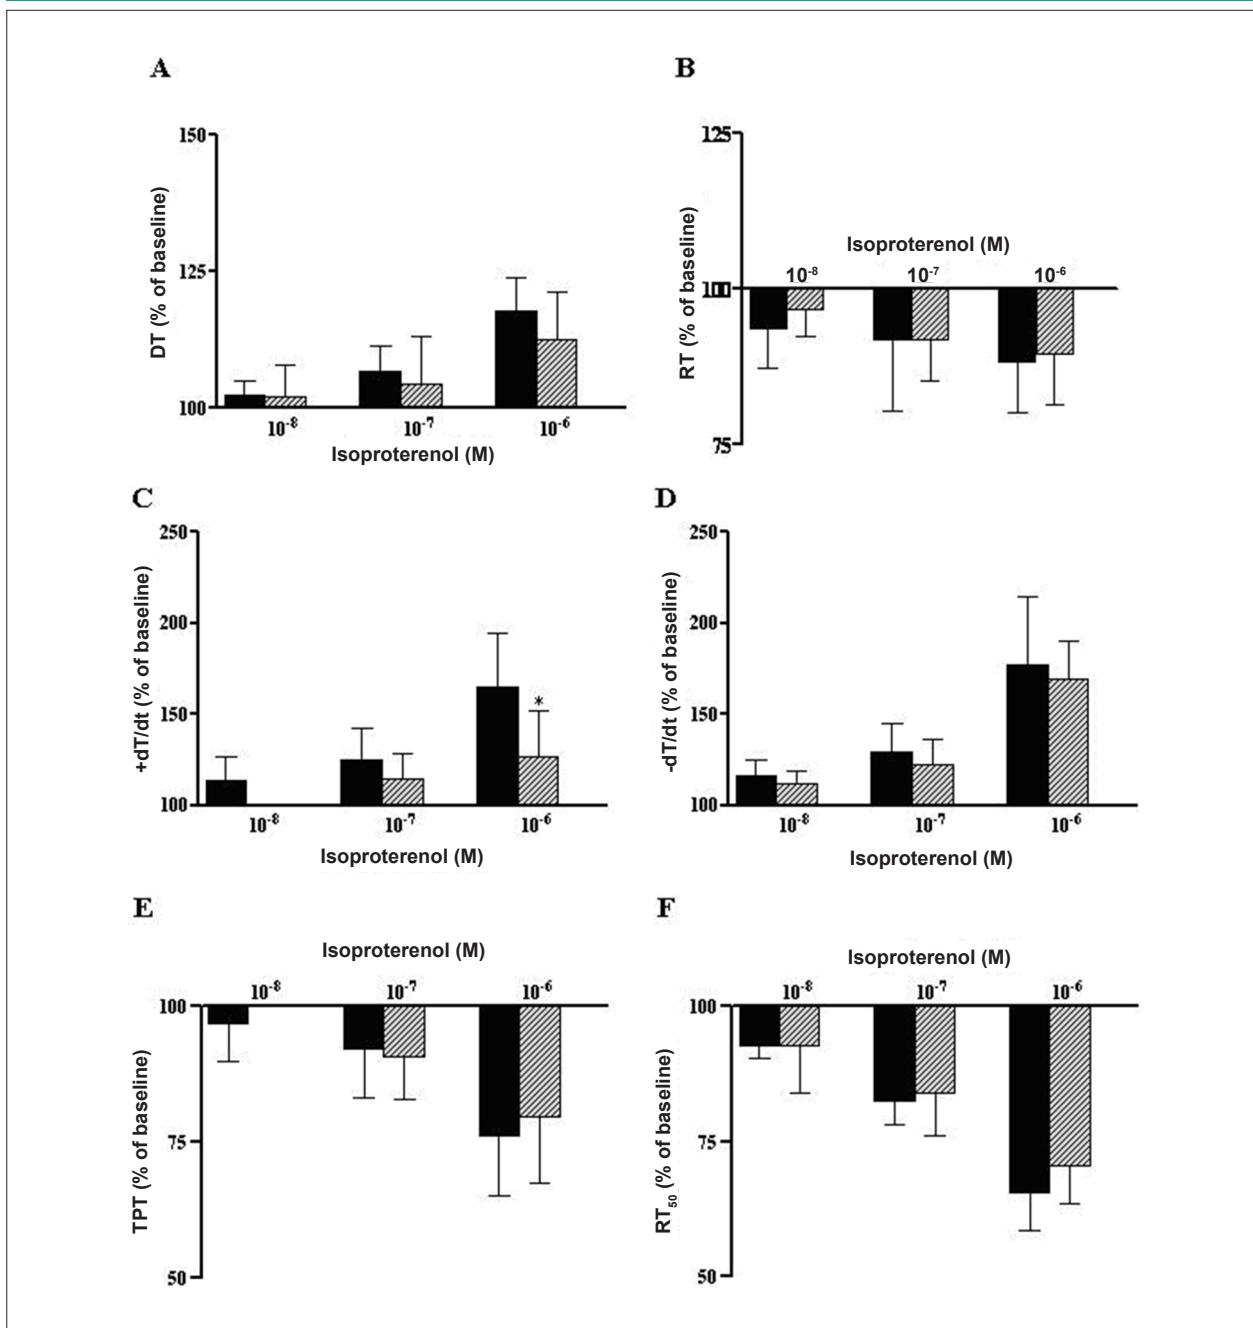 A
150
125
100
DT (% of baseline)
10⁻⁸ 10⁻⁷ 10⁻⁶
Isoproterenol (M)
B
125
100
75
RT (% of baseline)
Isoproterenol (M)
10⁻⁸ 10⁻⁷ 10⁻⁶
C
250
200
150
100
+dT/dt (% of baseline)
*
10⁻⁸ 10⁻⁷ 10⁻⁶
Isoproterenol (M)
D
250
200
150
100
-dT/dt (% of baseline)
10⁻⁸ 10⁻⁷ 10⁻⁶
Isoproterenol (M)
E
Isoproterenol (M)
10⁻⁸ 10⁻⁷ 10⁻⁶
100
75
50
TPT (% of baseline)
F
Isoproterenol (M)
10⁻⁸ 10⁻⁷ 10⁻⁶
100
75
50
RT₅₀ (% of baseline)